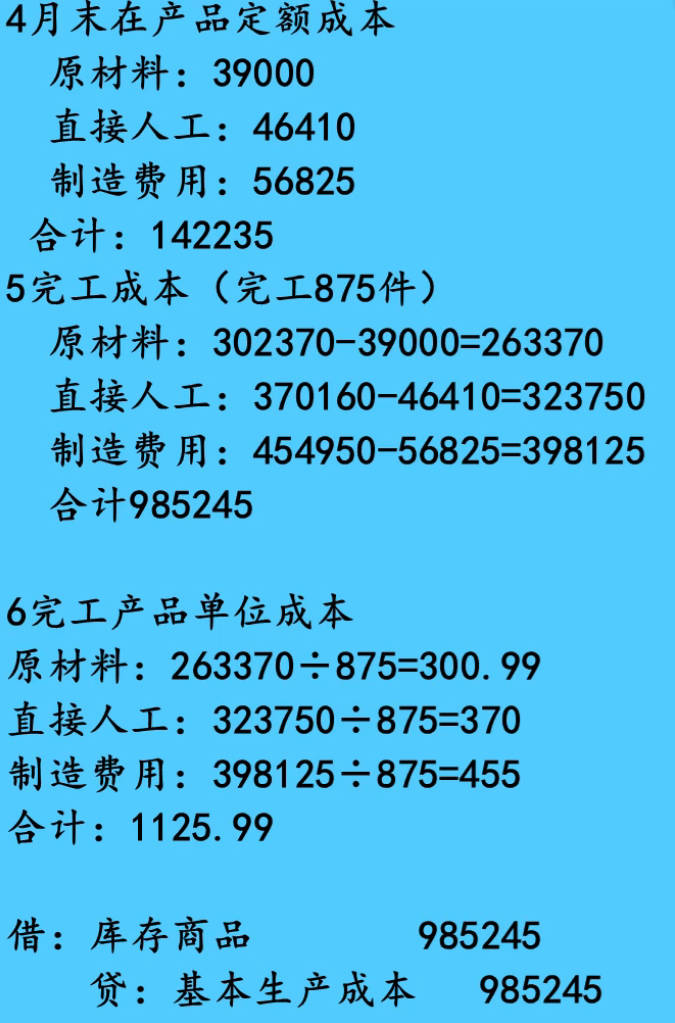 4月末在产品定额成本
原材料：39000
直接人工：46410
制造费用：56825
合计：142235
5完工成本（完工875件）
原材料：302370-39000=263370
直接人工：370160-46410=323750
制造费用：454950-56825=398125
合计985245
6完工产品单位成本
原材料：263370÷875=300.99
直接人工：323750÷875=370
制造费用：398125÷875=455
合计：1125.99
借：库存商品 985245
贷：基本生产成本 985245